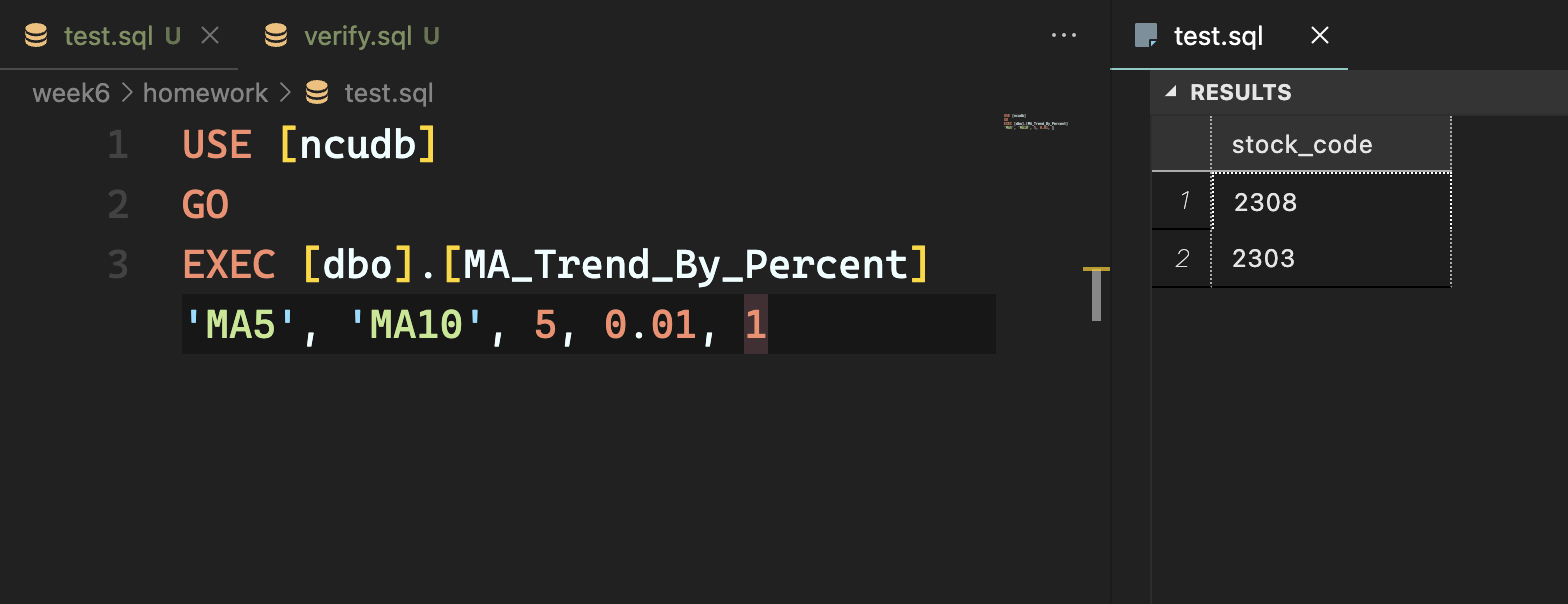 test.sql U
verify.sql U
...
week6 > homework > test.sql
1 USE [ncudb]
2 GO
3 EXEC [dbo].[MA_Trend_By_Percent]
'MA5', 'MA10', 5, 0.01, 1
test.sql
RESULTS
stock_code
1 2308
2 2303